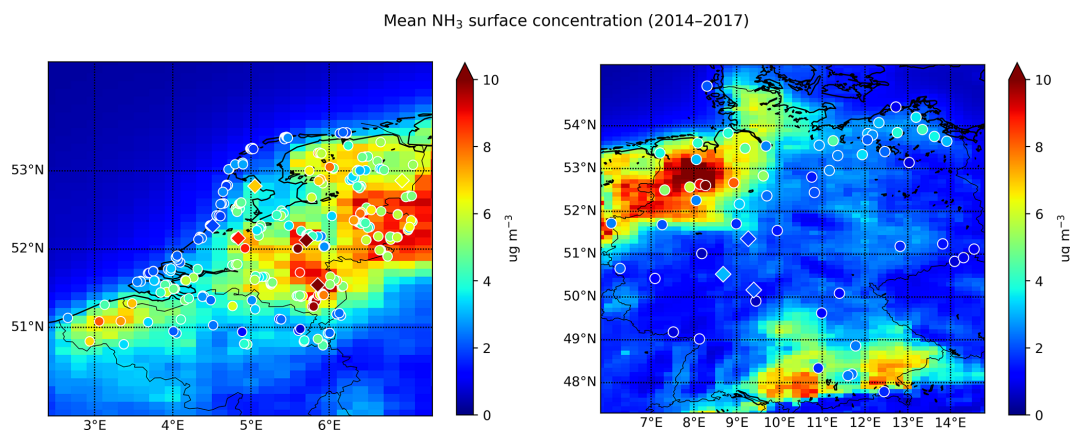 Mean NH₃ surface concentration (2014–2017)
53°N
52°N
51°N
3°E 4°E 5°E 6°E
10
8
6
4
2
0
ug m⁻³
54°N
53°N
52°N
51°N
50°N
49°N
48°N
7°E 8°E 9°E 10°E 11°E 12°E 13°E 14°E
10
8
6
4
2
0
ug m⁻³